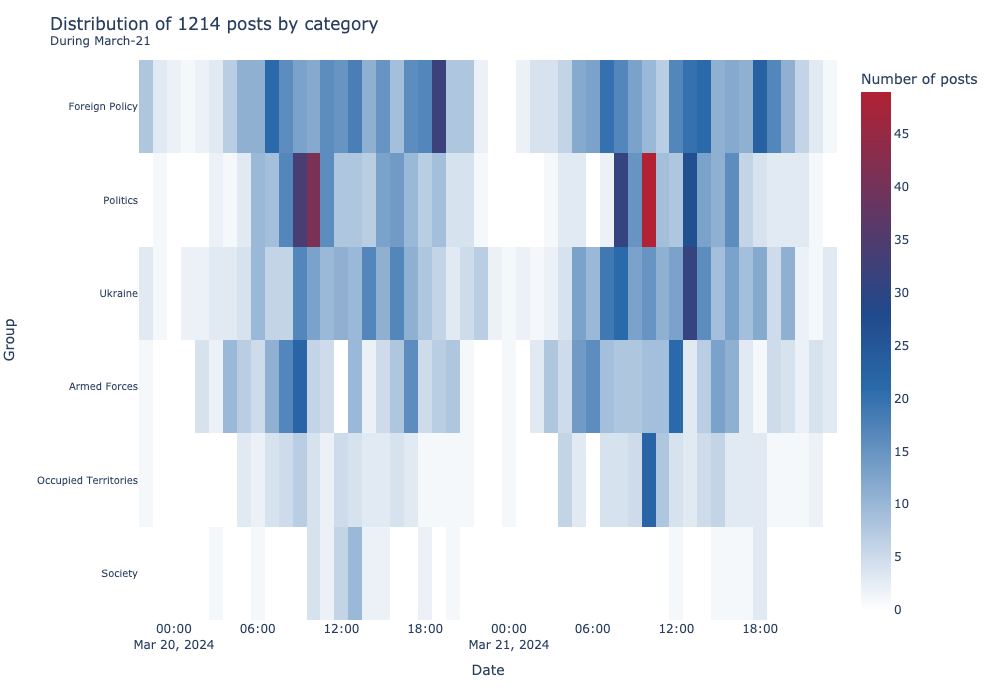 Distribution of 1214 posts by category
During March-21
Number of posts
Foreign Policy
Politics
Ukraine
Armed Forces
Occupied Territories
Society
Group
45
40
35
30
25
20
15
10
5
0
00:00
Mar 20, 2024
06:00
12:00
18:00
00:00
Mar 21, 2024
06:00
12:00
18:00
Date